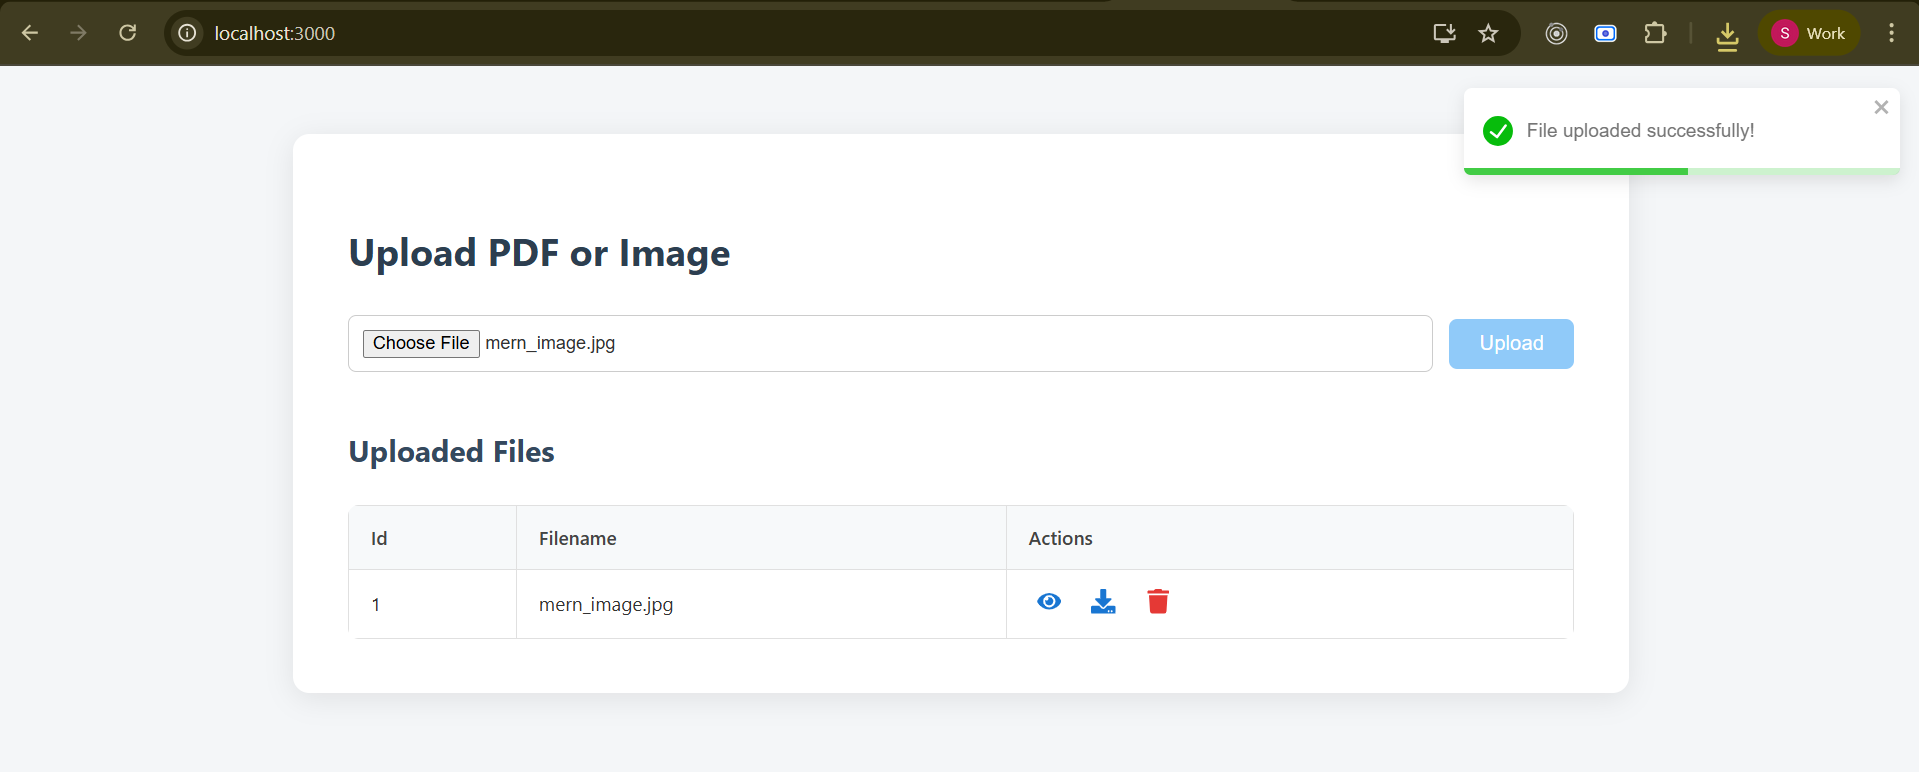 localhost:3000
S Work
File uploaded successfully!
Upload PDF or Image
Choose File mern_image.jpg
Upload
Uploaded Files
Id Filename Actions
1 mern_image.jpg